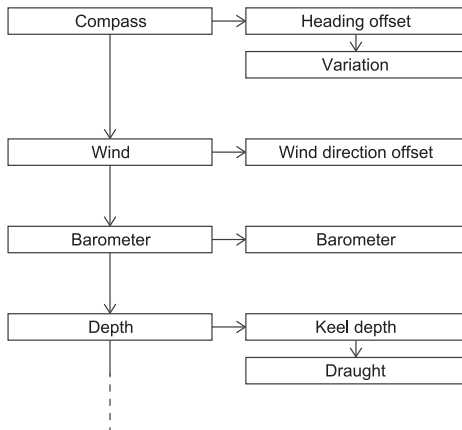 Compass
Heading offset
Variation
Wind
Wind direction offset
Barometer
Barometer
Depth
Keel depth
Draught